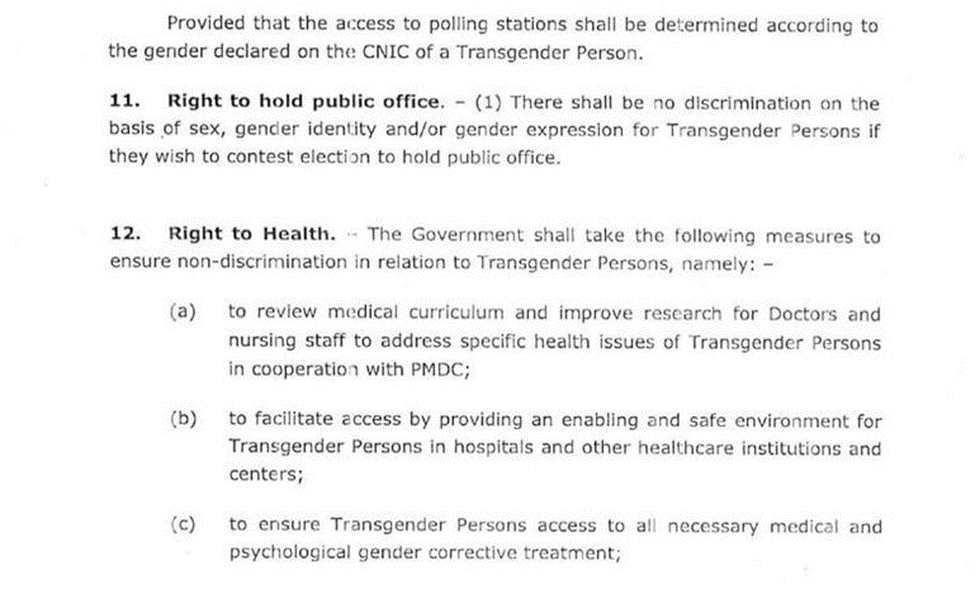 Provided that the access to polling stations shall be determined according to
the gender declared on the CNIC of a Transgender Person.
11. Right to hold public office. – (1) There shall be no discrimination on the
basis of sex, gender identity and/or gender expression for Transgender Persons if
they wish to contest election to hold public office.
12. Right to Health. – The Government shall take the following measures to
ensure non-discrimination in relation to Transgender Persons, namely: –
(a) to review medical curriculum and improve research for Doctors and
nursing staff to address specific health issues of Transgender Persons
in cooperation with PMDC;
(b) to facilitate access by providing an enabling and safe environment for
Transgender Persons in hospitals and other healthcare institutions and
centers;
(c) to ensure Transgender Persons access to all necessary medical and
psychological gender corrective treatment;